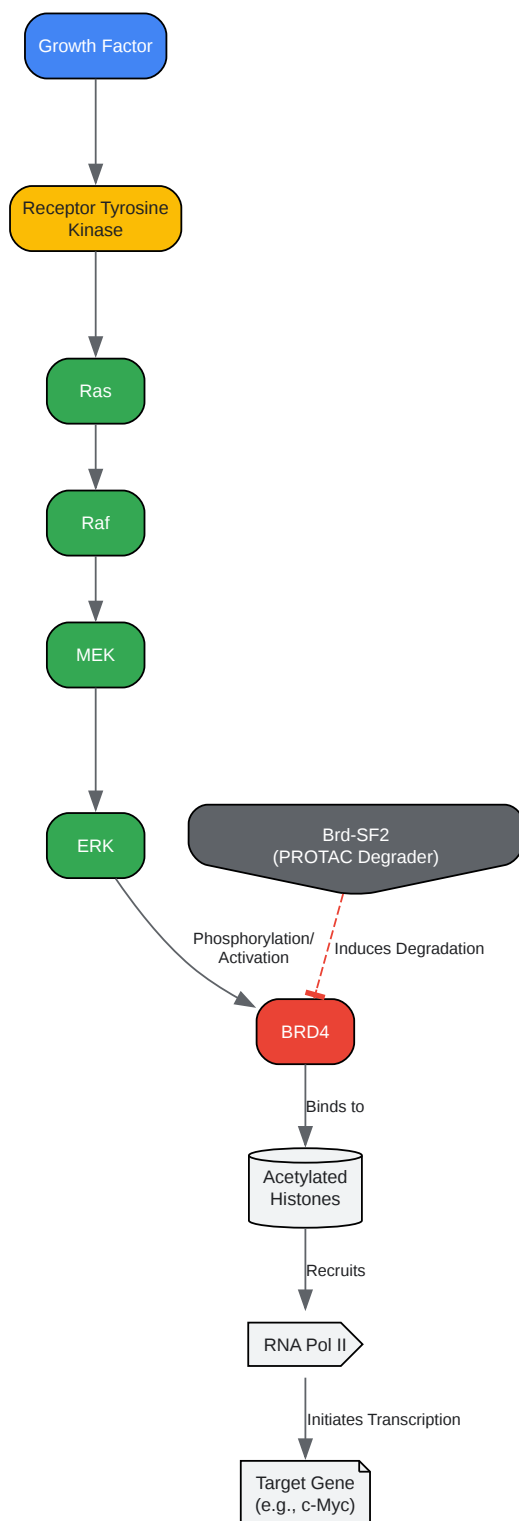 Growth Factor
Receptor Tyrosine
Kinase
Ras
Raf
MEK
ERK
Brd-SF2
(PROTAC Degrader)
Phosphorylation/
Activation
Induces Degradation
BRD4
Binds to
Acetylated
Histones
Recruits
RNA Pol II
Initiates Transcription
Target Gene
(e.g., c-Myc)